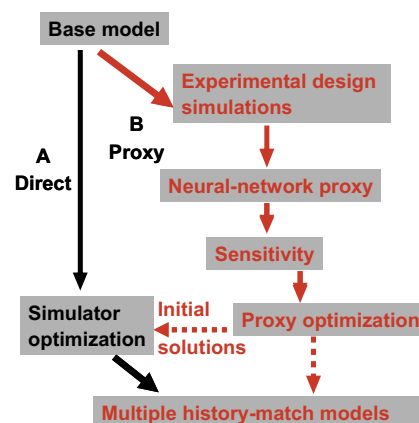 Base model
Experimental design
simulations
B
Proxy
A
Direct
Neural-network proxy
Sensitivity
Initial
solutions
Simulator
optimization
Proxy optimization
Multiple history-match models